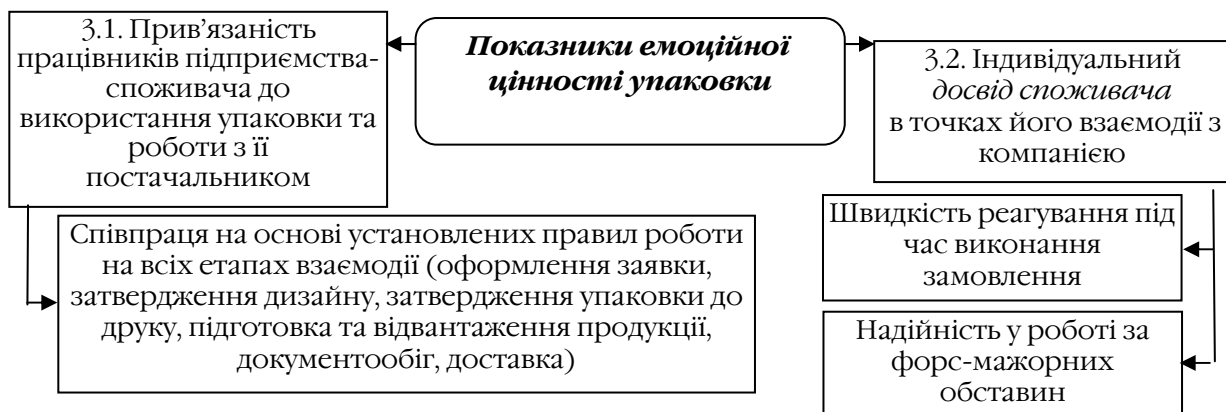 Показники емоційної
цінності упаковки
3.1. Прив’язаність
працівників підприємства-
споживача до
використання упаковки та
роботи з її
постачальником
Співпраця на основі установлених правил роботи
на всіх етапах взаємодії (оформлення заявки,
затвердження дизайну, затвердження упаковки до
друку, підготовка та відвантаження продукції,
документообіг, доставка)
3.2. Індивідуальний
досвід споживача
в точках його взаємодії з
компанією
Швидкість реагування під
час виконання
замовлення
Надійність у роботі за
форс-мажорних
обставин